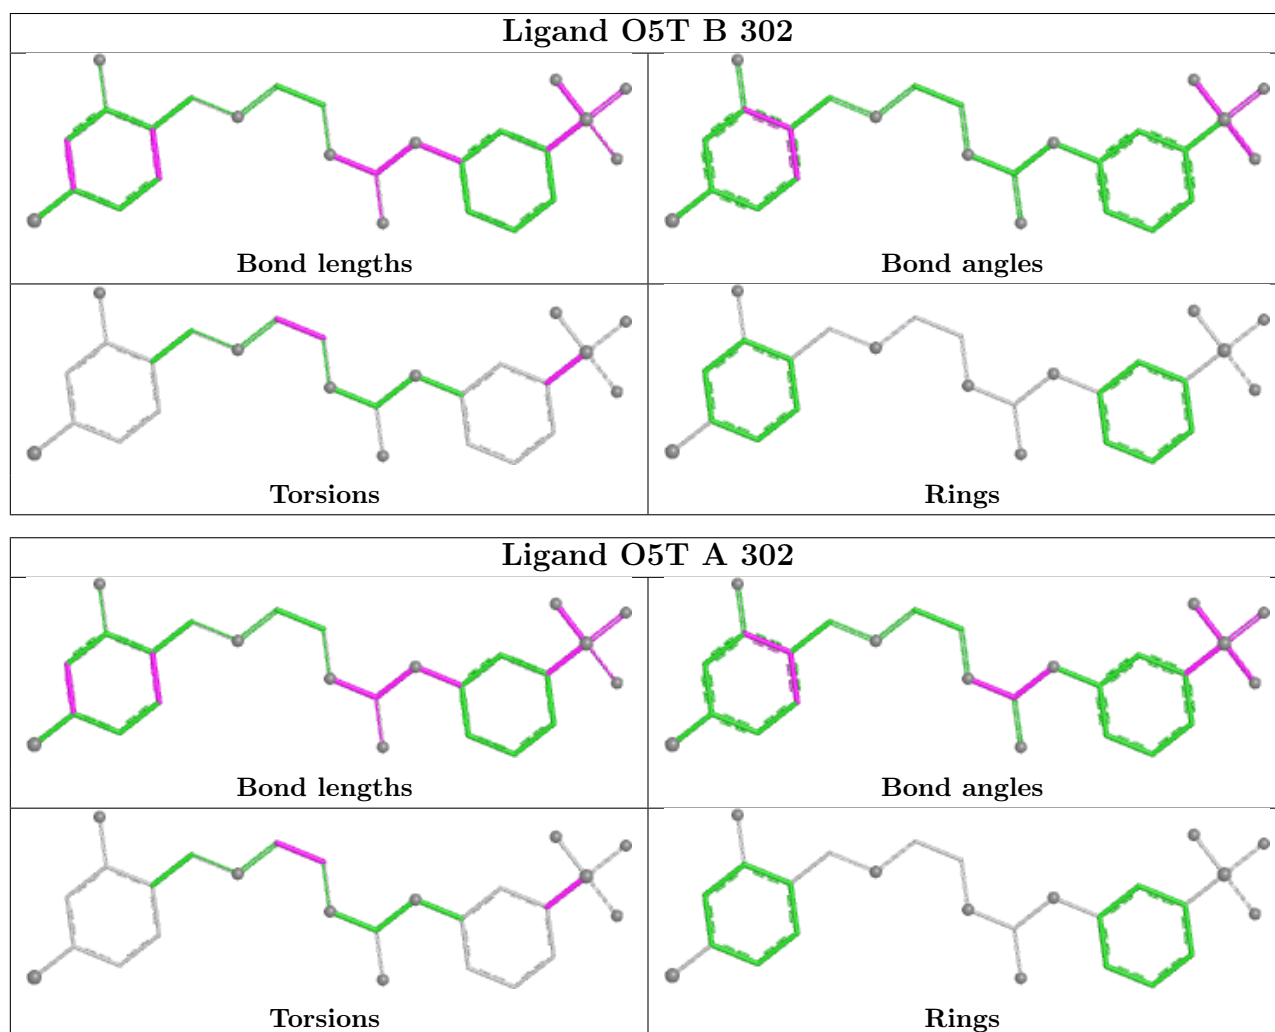 Ligand O5T B 302
Bond lengths
Bond angles
Torsions
Rings
Ligand O5T A 302
Bond lengths
Bond angles
Torsions
Rings